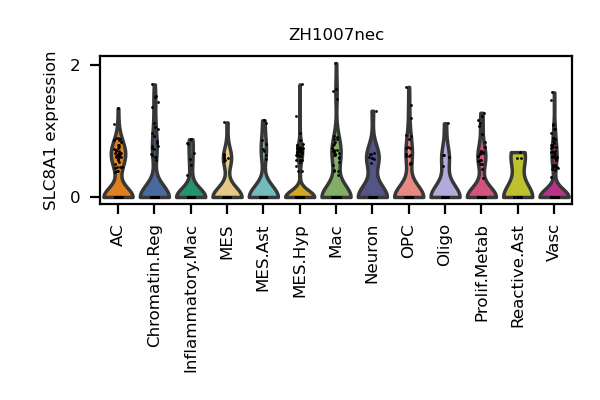 ZH1007nec
SLC8A1 expression
2
0
AC
Chromatin.Reg
Inflammatory.Mac
MES
MES.Ast
MES.Hyp
Mac
Neuron
OPC
Oligo
Prolif.Metab
Reactive.Ast
Vasc